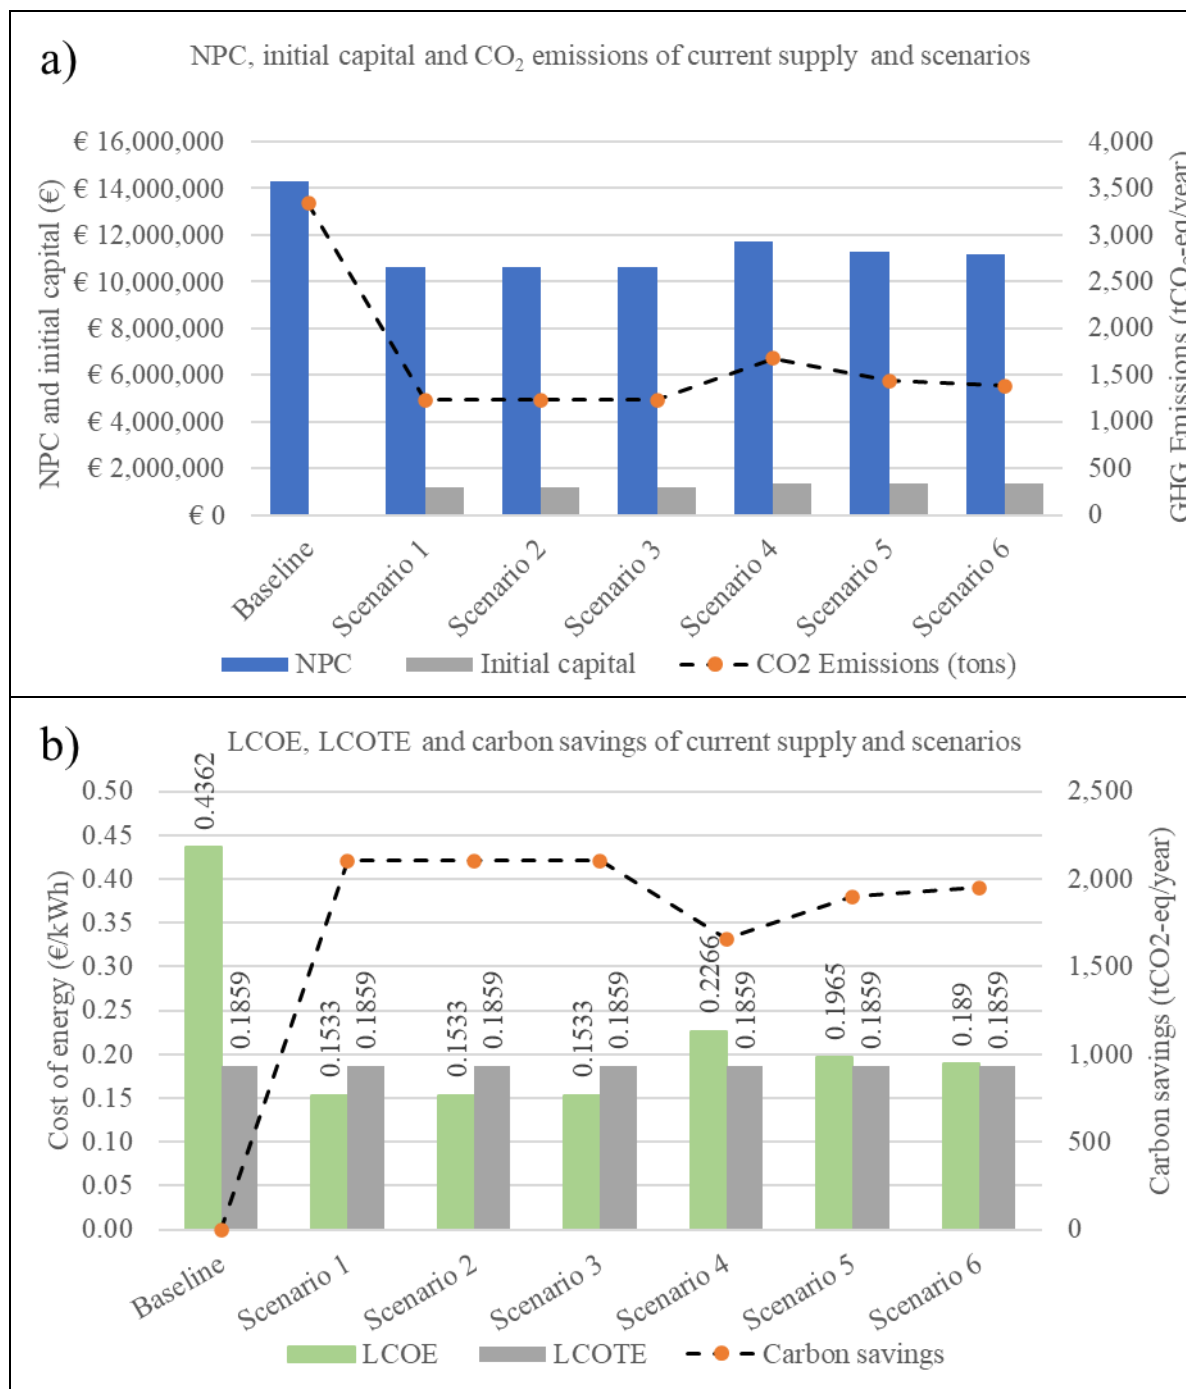 a)
NPC, initial capital and CO₂ emissions of current supply and scenarios
NPC and initial capital (€)
€ 16,000,000
€ 14,000,000
€ 12,000,000
€ 10,000,000
€ 8,000,000
€ 6,000,000
€ 4,000,000
€ 2,000,000
€ 0
4,000
3,500
3,000
2,500
2,000
1,500
1,000
500
0
GHG Emissions (tCO₂-eq/year)
Baseline
Scenario 1
Scenario 2
Scenario 3
Scenario 4
Scenario 5
Scenario 6
NPC
Initial capital
CO2 Emissions (tons)
b)
LCOE, LCOTE and carbon savings of current supply and scenarios
Cost of energy (€/kWh)
0.50
0.45
0.40
0.35
0.30
0.25
0.20
0.15
0.10
0.05
0.00
0.4362
0.1859
0.1533
0.1859
0.1533
0.1859
0.1533
0.1859
0.2266
0.1859
0.1965
0.1859
0.189
0.1859
2,500
2,000
1,500
1,000
500
0
Carbon savings (tCO2-eq/year)
Baseline
Scenario 1
Scenario 2
Scenario 3
Scenario 4
Scenario 5
Scenario 6
LCOE
LCOTE
Carbon savings